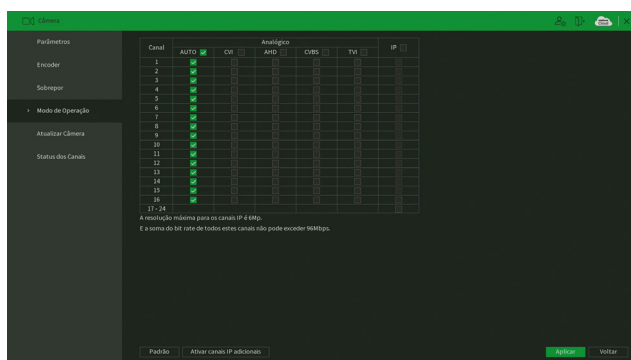 Câmera
Cloud
Parâmetros
Encoder
Sobrepor
Modo de Operação
Atualizar Câmera
Status dos Canais
Canal Analógico IP
AUTO CVI AHD CVBS TVI
1
2
3
4
5
6
7
8
9
10
11
12
13
14
15
16
17 - 24
A resolução máxima para os canais IP é 6Mp.
E a soma do bit rate de todos estes canais não pode exceder 96Mbps.
Padrão Ativar canais IP adicionais Aplicar Voltar